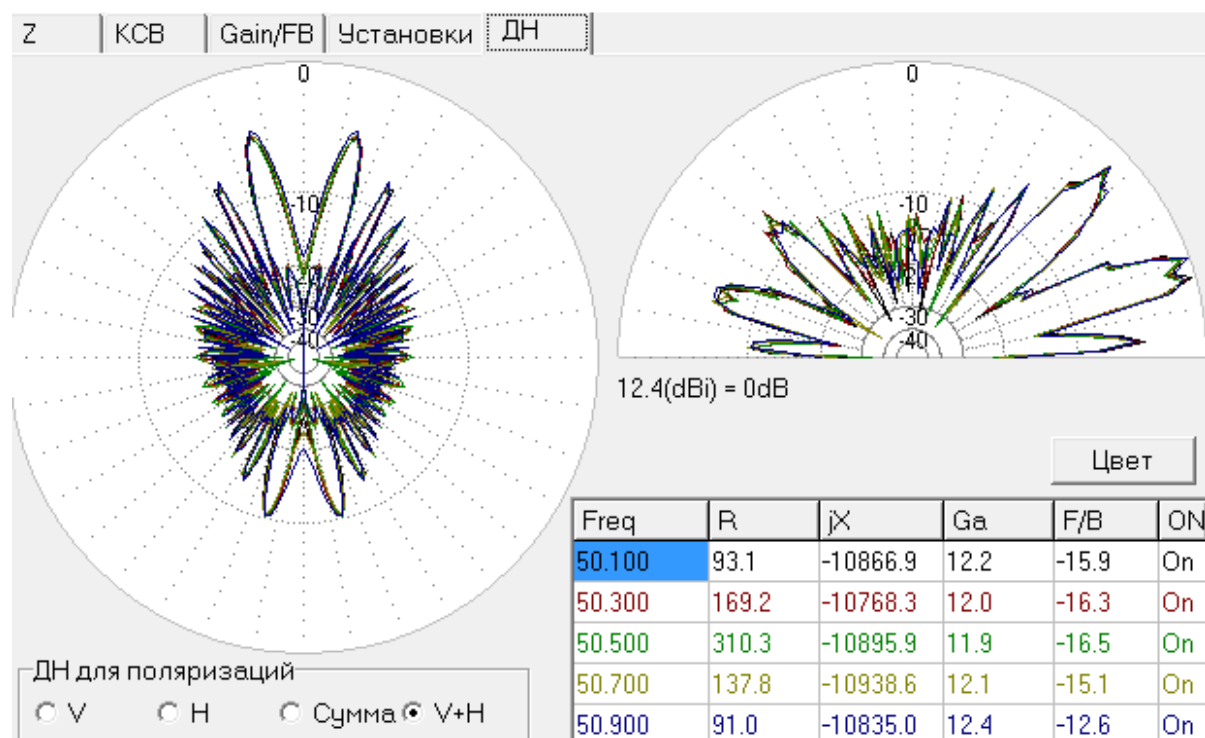 Z КСВ Gain/FB Установки ДН
0
-10
-30
-40
0
-10
-30
-40
12.4(dBi) = 0dB
Цвет
Freq R jX Ga F/B ON
50.100 93.1 -10866.9 12.2 -15.9 On
50.300 169.2 -10768.3 12.0 -16.3 On
50.500 310.3 -10895.9 11.9 -16.5 On
50.700 137.8 -10938.6 12.1 -15.1 On
50.900 91.0 -10835.0 12.4 -12.6 On
ДН для поляризаций
V H Сумма V+H